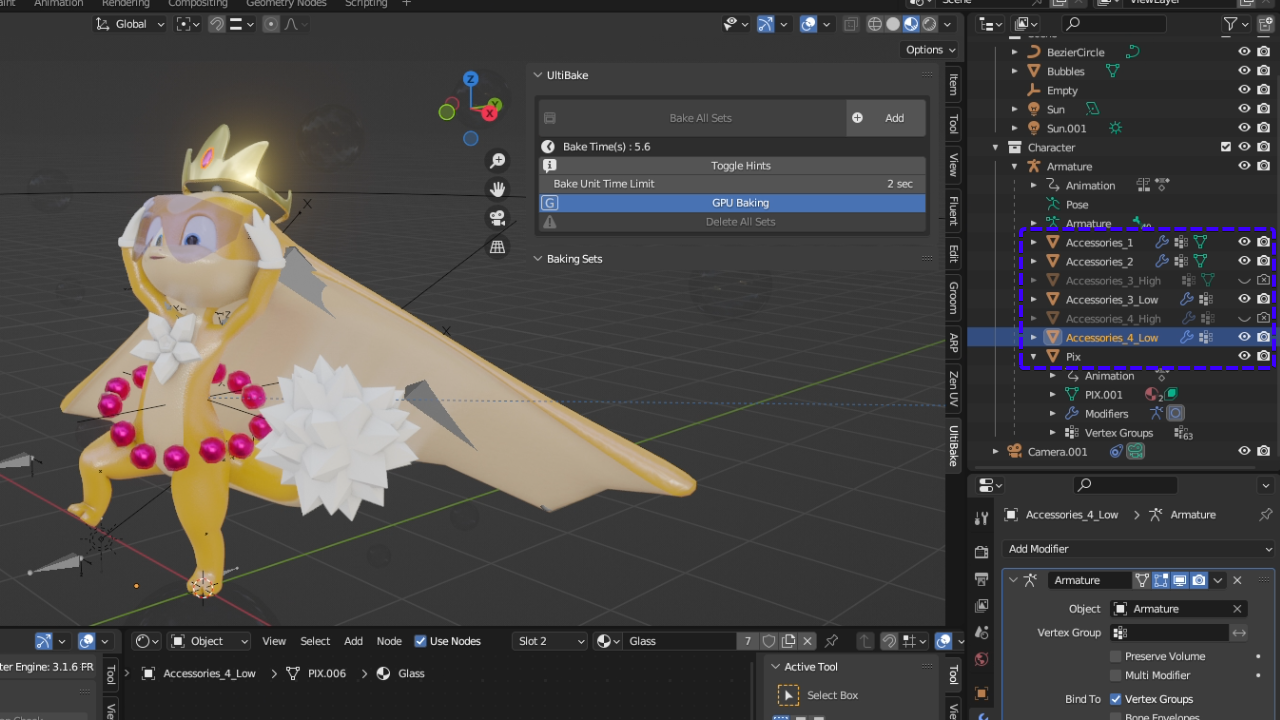 Animation
Rendering
Compositing
Geometry Nodes
Scripting
+
Scene
ViewLayer
Global
Options
Z
Y
X
UltiBake
Bake All Sets
Add
Bake Time(s) : 5.6
Toggle Hints
Bake Unit Time Limit
2 sec
G
GPU Baking
Delete All Sets
Baking Sets
Item
Tool
View
Fluent
Edit
Groom
ARP
Zen UV
UltiBake
BezierCircle
Bubbles
Empty
Sun
Sun.001
Character
Armature
Animation
Pose
Armature
Accessories_1
Accessories_2
Accessories_3_High
Accessories_3_Low
Accessories_4_High
Accessories_4_Low
Pix
Animation
PIX.001
2
Modifiers
Vertex Groups
63
Camera.001
Accessories_4_Low
Armature
Add Modifier
Armature
Object
Armature
Vertex Group
Preserve Volume
Multi Modifier
Bind To
Vertex Groups
Bone Envelopes
Object
View
Select
Add
Node
Use Nodes
Slot 2
Glass
7
ter Engine: 3.1.6 PR
Tool
Accessories_4_Low
PIX.006
Glass
Active Tool
Select Box
Tool